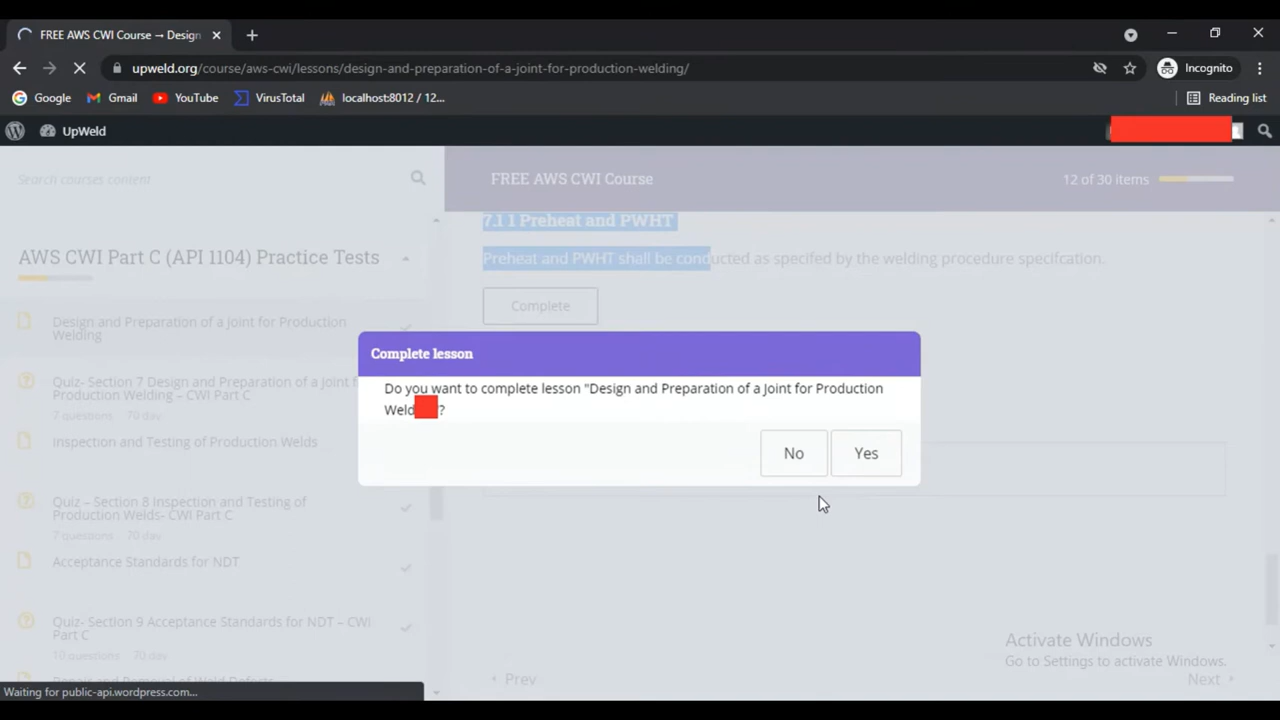 FREE AWS CWI Course → Design
upweld.org/course/aws-cwi/lessons/design-and-preparation-of-a-joint-for-production-welding/
Incognito
Google Gmail YouTube VirusTotal localhost:8012 / 12... Reading list
UpWeld
Search courses content
FREE AWS CWI Course
12 of 30 items
AWS CWI Part C (API 1104) Practice Tests
Design and Preparation of a Joint for Production
Welding
Quiz- Section 7 Design and Preparation of a Joint f
Production Welding – CWI Part C
7 questions 70 day
Inspection and Testing of Production Welds
Quiz – Section 8 Inspection and Testing of
Production Welds- CWI Part C
7 questions 70 day
Acceptance Standards for NDT
Quiz- Section 9 Acceptance Standards for NDT – CWI
Part C
10 questions 70 day
Repair and Removal of Weld Defects
7.1 1 Preheat and PWHT
Preheat and PWHT shall be conducted as specifed by the welding procedure specifcation.
Complete
Complete lesson
Do you want to complete lesson "Design and Preparation of a Joint for Production
Weld ?
No Yes
Activate Windows
Go to Settings to activate Windows.
Prev
Next
Waiting for public-api.wordpress.com...